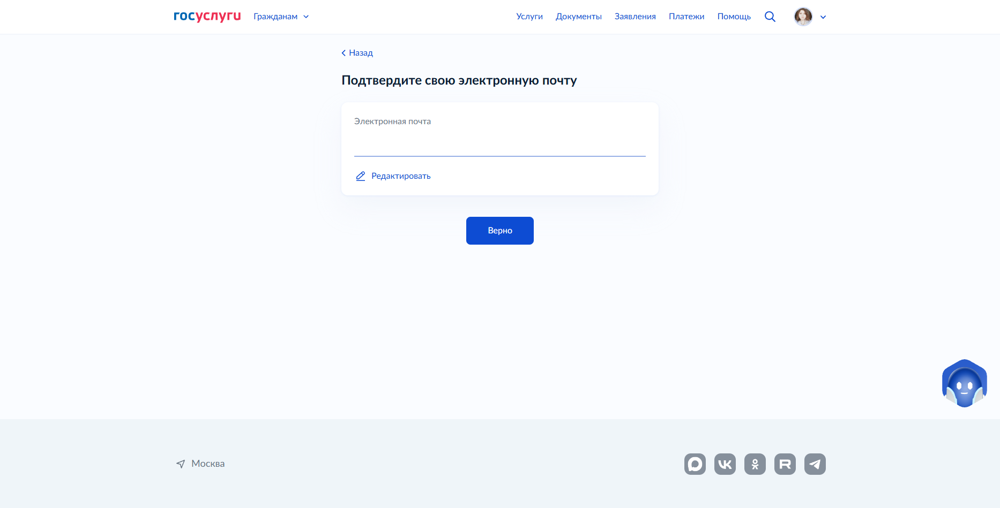 госуслуги
Гражданам
Услуги
Документы
Заявления
Платежи
Помощь
Назад
Подтвердите свою электронную почту
Электронная почта
Редактировать
Верно
Москва